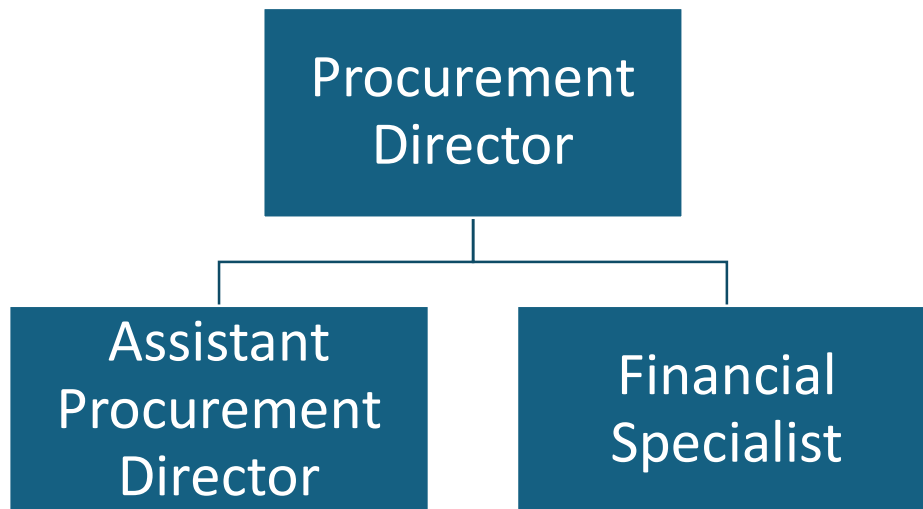 Procurement
Director
Assistant
Procurement
Director
Financial
Specialist